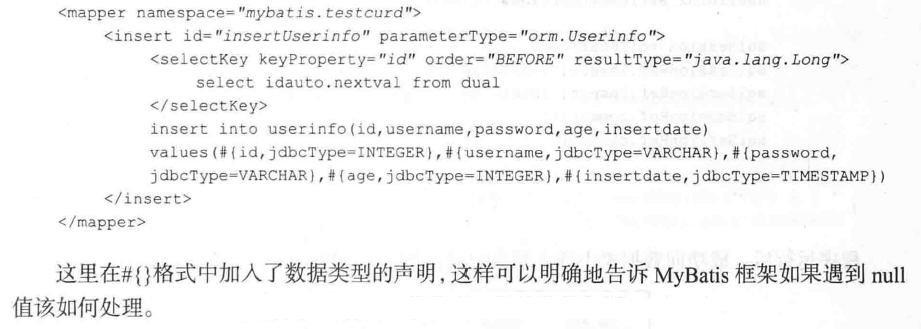 <mapper namespace="mybatis.testcurd">
<insert id="insertUserinfo" parameterType="orm.Userinfo">
<selectKey keyProperty="id" order="BEFORE" resultType="java.lang.Long">
select idauto.nextval from dual
</selectKey>
insert into userinfo(id,username,password,age,insertdate)
values(#{id,jdbcType=INTEGER},#{username,jdbcType=VARCHAR},#{password,
jdbcType=VARCHAR},#{age,jdbcType=INTEGER},#{insertdate,jdbcType=TIMESTAMP})
</insert>
</mapper>
这里在#{}格式中加入了数据类型的声明,这样可以明确地告诉 MyBatis 框架如果遇到 null
值该如何处理。